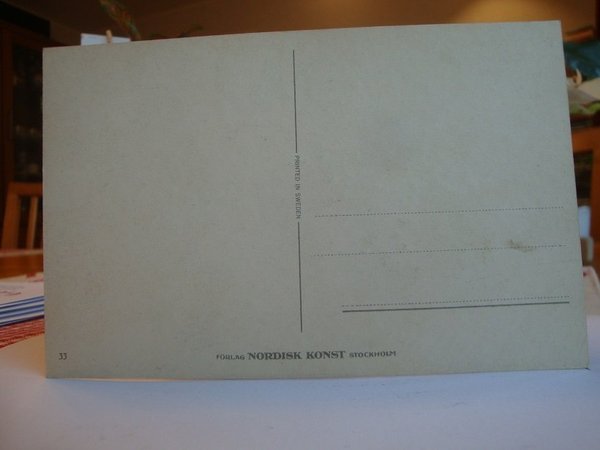 PRINTED IN SWEDEN
33
FÖRLAG NORDISK KONST STOCKHOLM